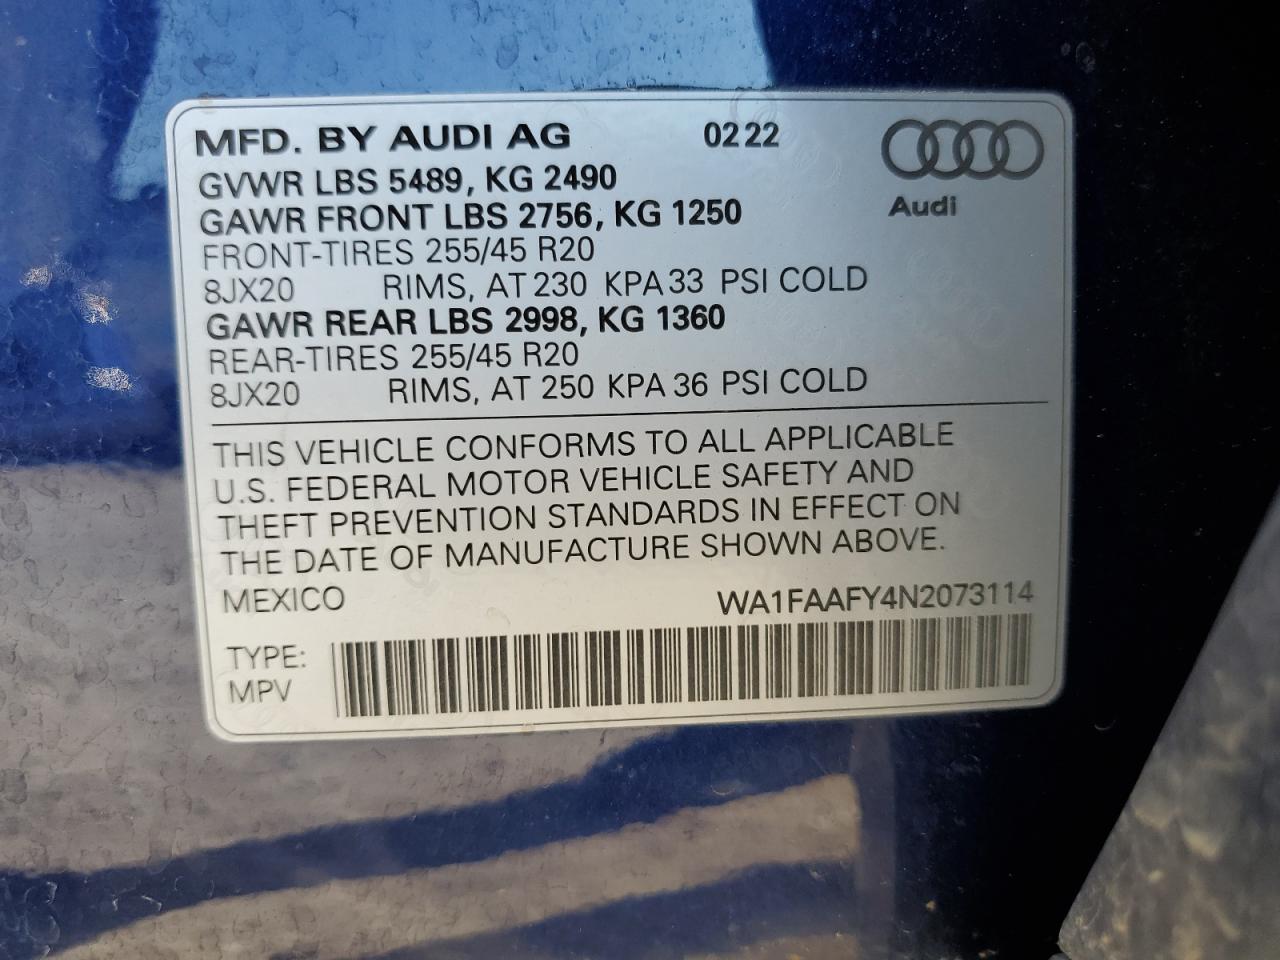 MFD. BY AUDI AG 02 22
Audi
GVWR LBS 5489, KG 2490
GAWR FRONT LBS 2756, KG 1250
FRONT-TIRES 255/45 R20
8JX20 RIMS, AT 230 KPA 33 PSI COLD
GAWR REAR LBS 2998, KG 1360
REAR-TIRES 255/45 R20
8JX20 RIMS, AT 250 KPA 36 PSI COLD
THIS VEHICLE CONFORMS TO ALL APPLICABLE
U.S. FEDERAL MOTOR VEHICLE SAFETY AND
THEFT PREVENTION STANDARDS IN EFFECT ON
THE DATE OF MANUFACTURE SHOWN ABOVE.
MEXICO WA1FAAFY4N2073114
TYPE:
MPV